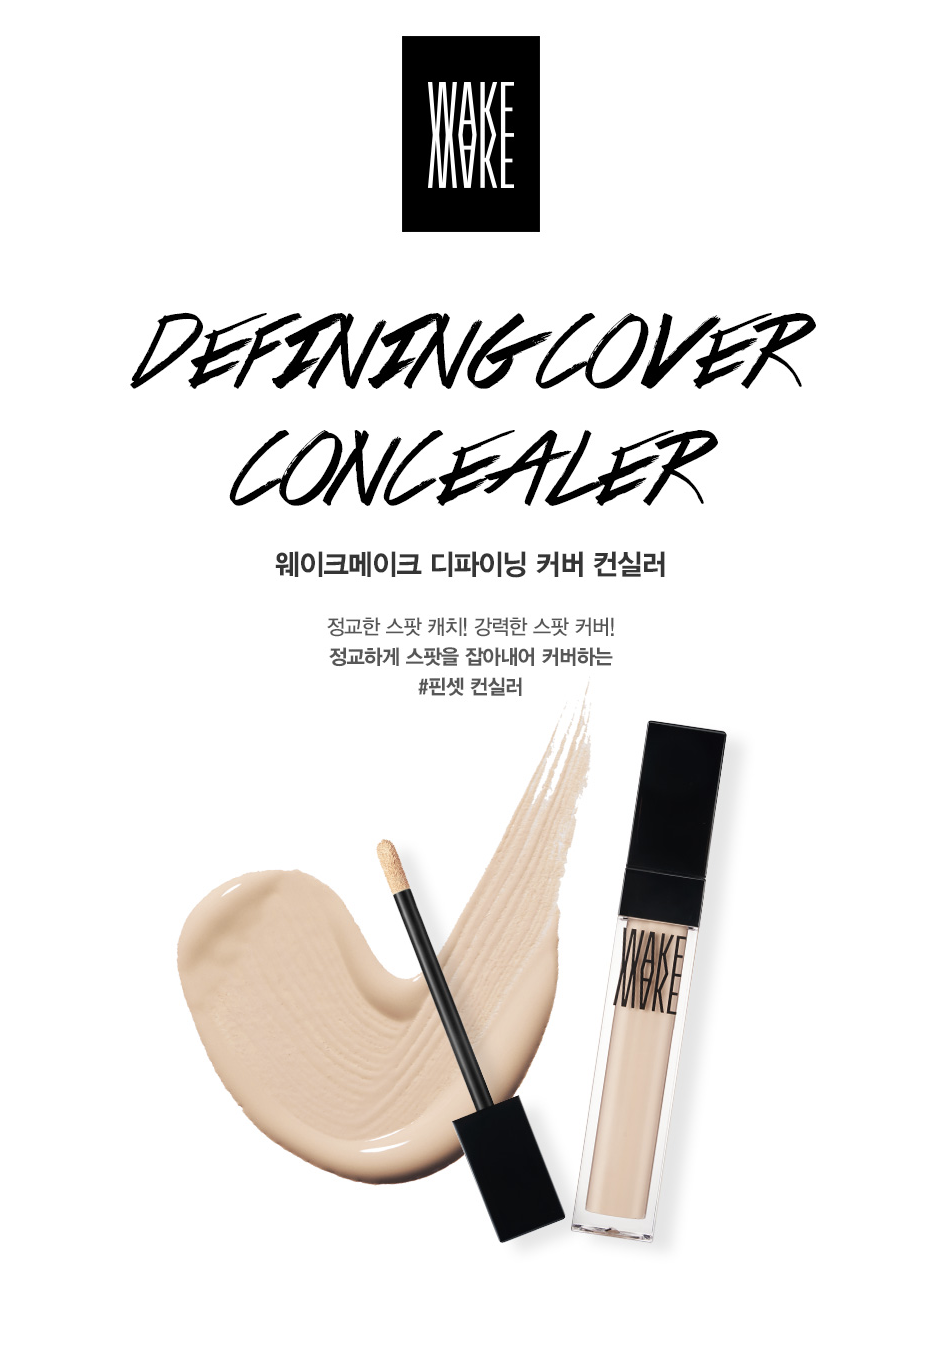 WAKE
MAKE
DEFINING COVER
CONCEALER
웨이크메이크 디파이닝 커버 컨실러
정교한 스팟 캐치! 강력한 스팟 커버!
정교하게 스팟을 잡아내어 커버하는
#핀셋 컨실러
WAKE
MAKE